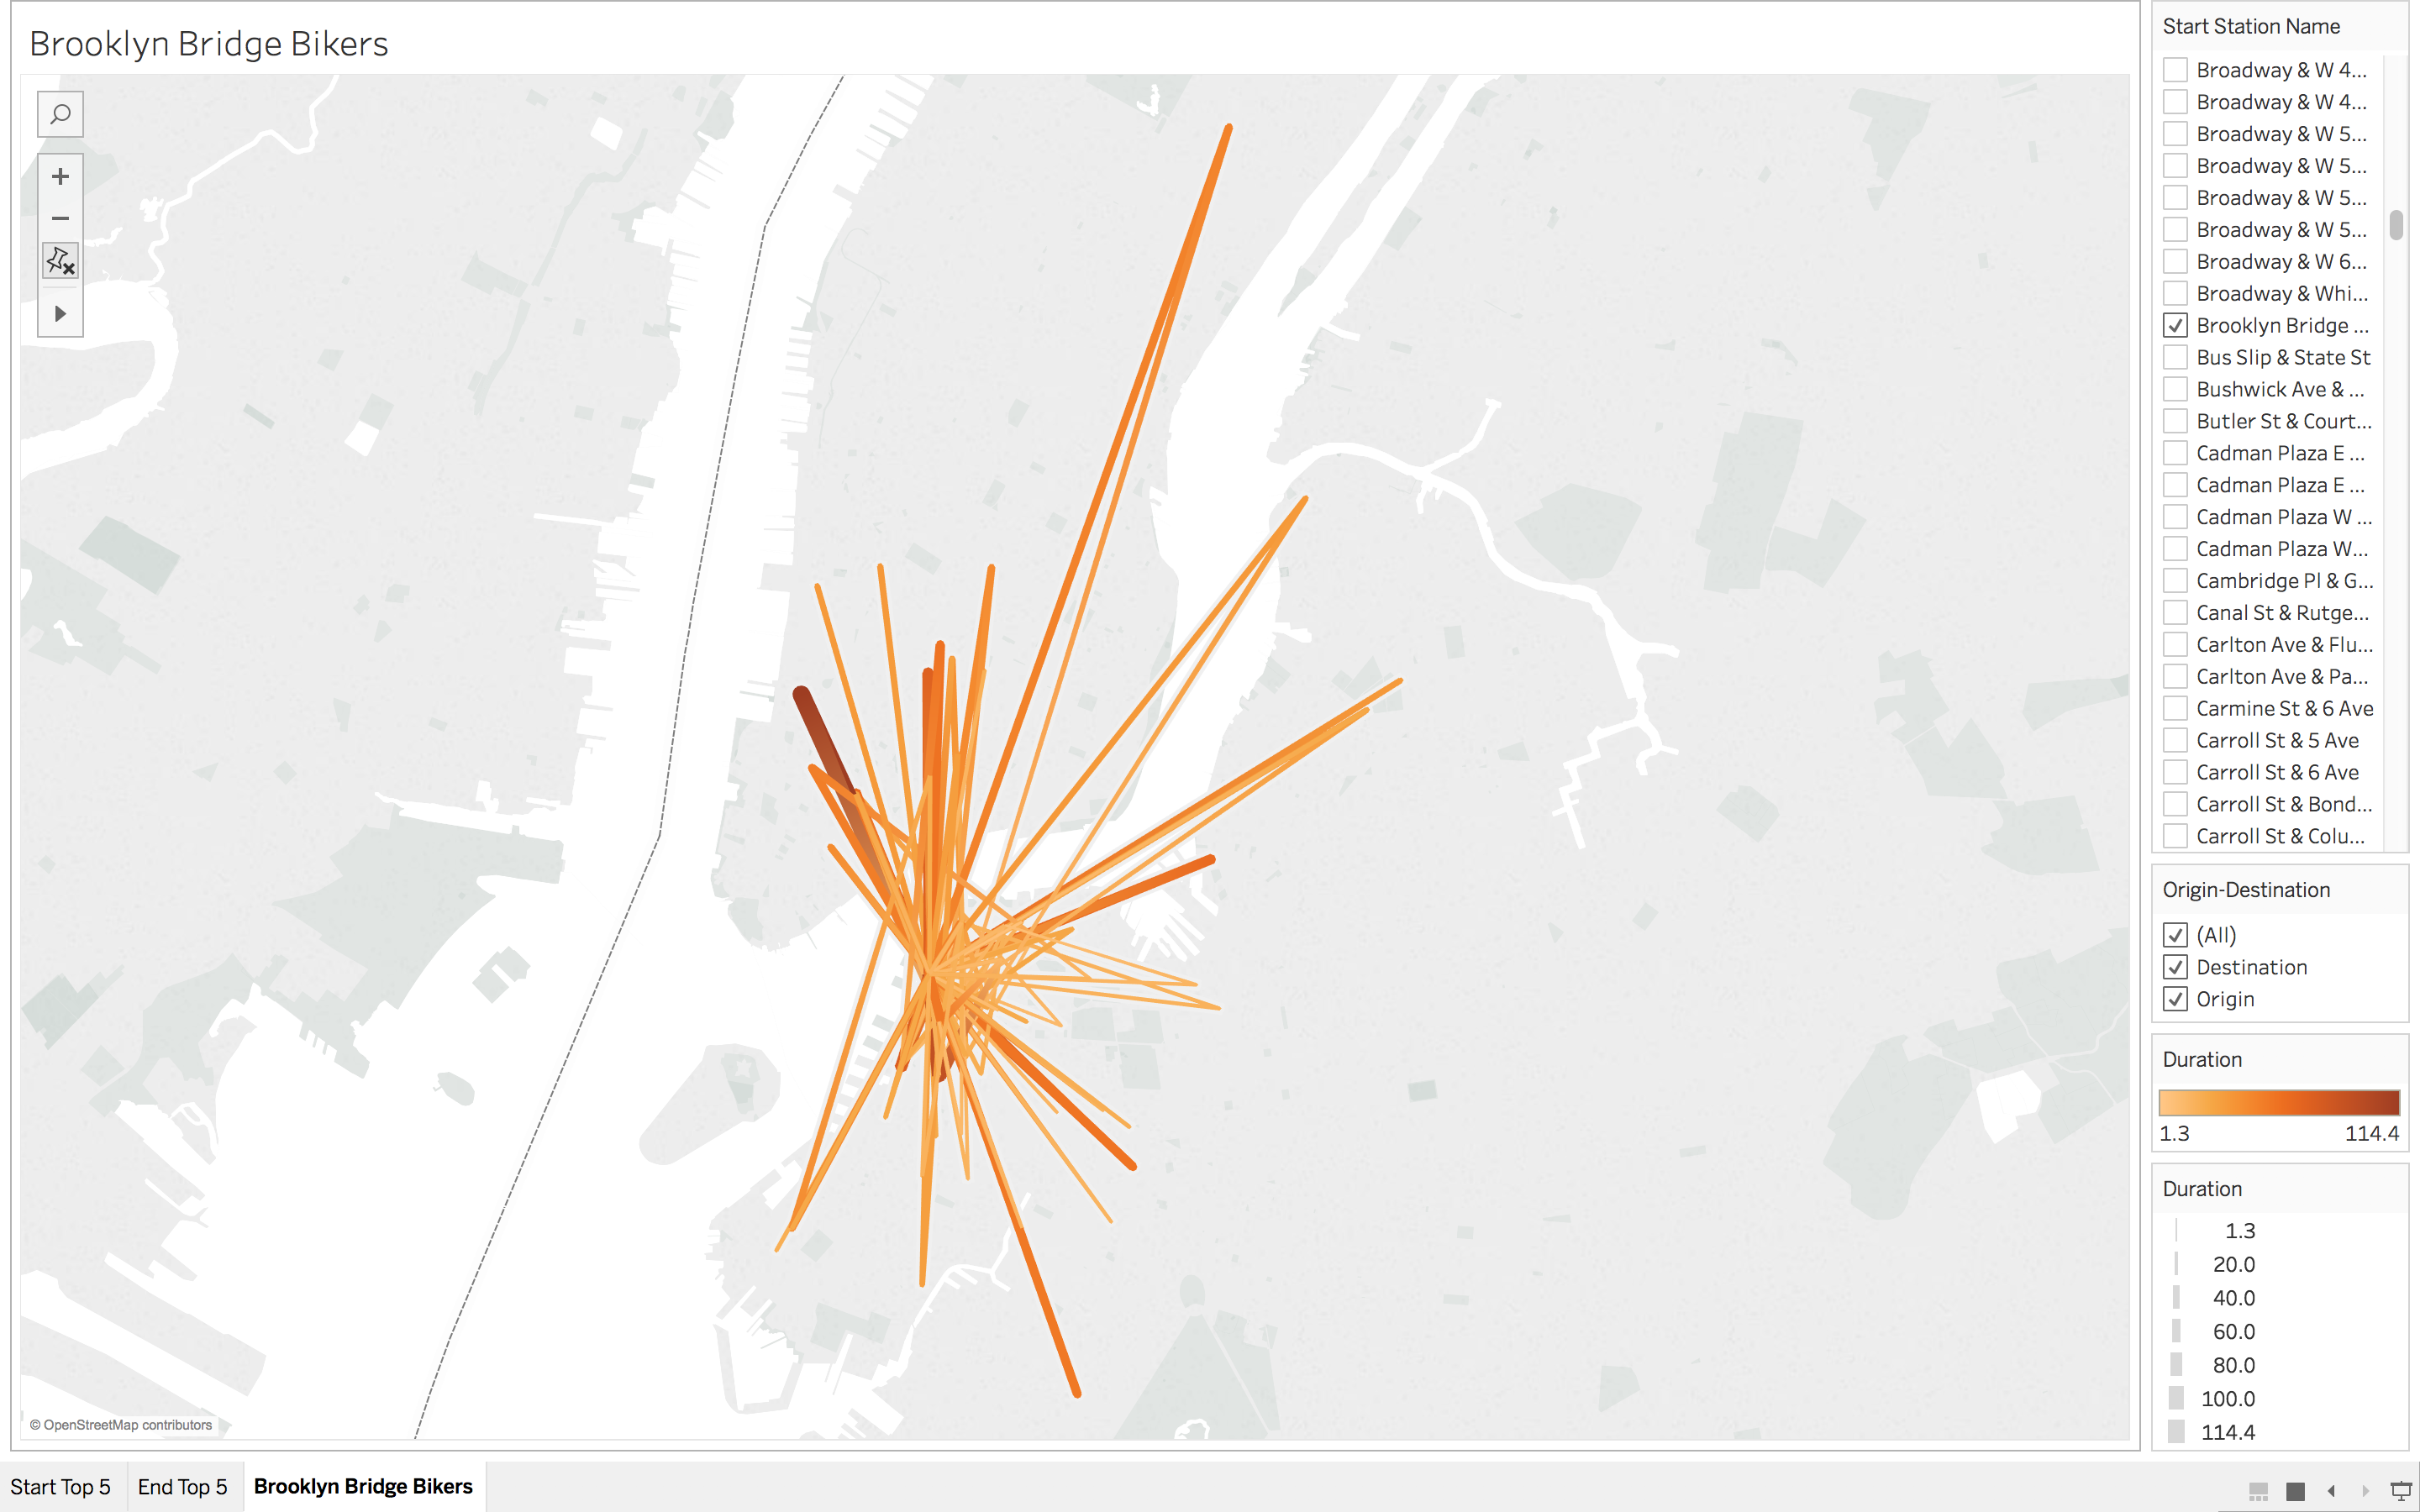 Brooklyn Bridge Bikers
© OpenStreetMap contributors
Start Station Name
Broadway & W 4...
Broadway & W 4...
Broadway & W 5...
Broadway & W 5...
Broadway & W 5...
Broadway & W 5...
Broadway & W 6...
Broadway & Whi...
Brooklyn Bridge ...
Bus Slip & State St
Bushwick Ave & ...
Butler St & Court...
Cadman Plaza E ...
Cadman Plaza E ...
Cadman Plaza W ...
Cadman Plaza W...
Cambridge Pl & G...
Canal St & Rutge...
Carlton Ave & Flu...
Carlton Ave & Pa...
Carmine St & 6 Ave
Carroll St & 5 Ave
Carroll St & 6 Ave
Carroll St & Bond...
Carroll St & Colu...
Origin-Destination
(All)
Destination
Origin
Duration
1.3 114.4
Duration
1.3
20.0
40.0
60.0
80.0
100.0
114.4
Start Top 5 End Top 5 Brooklyn Bridge Bikers